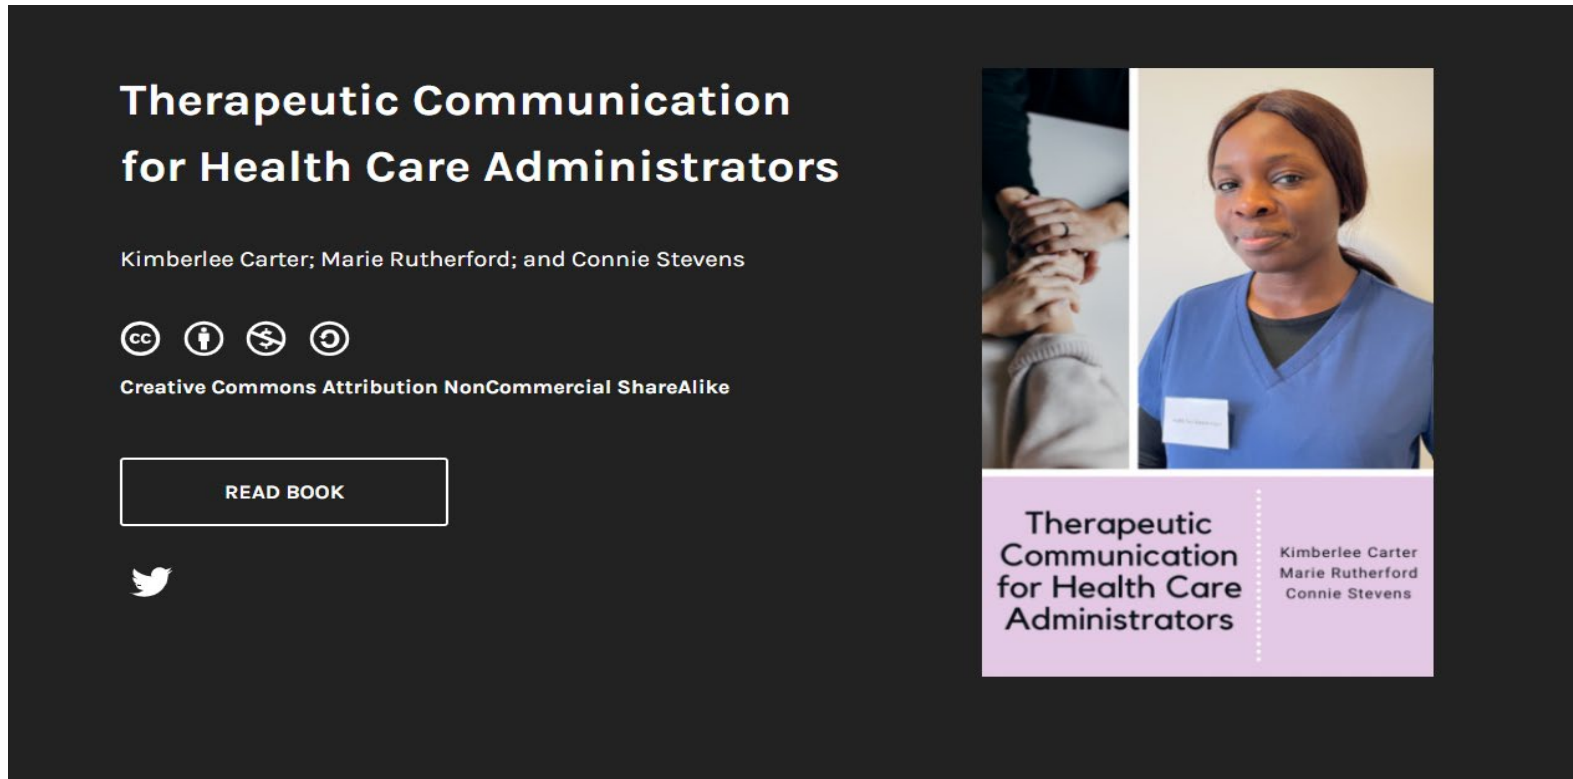 Therapeutic Communication
for Health Care Administrators
Kimberlee Carter; Marie Rutherford; and Connie Stevens
cc
Creative Commons Attribution NonCommercial ShareAlike
READ BOOK
Therapeutic
Communication
for Health Care
Administrators
Kimberlee Carter
Marie Rutherford
Connie Stevens